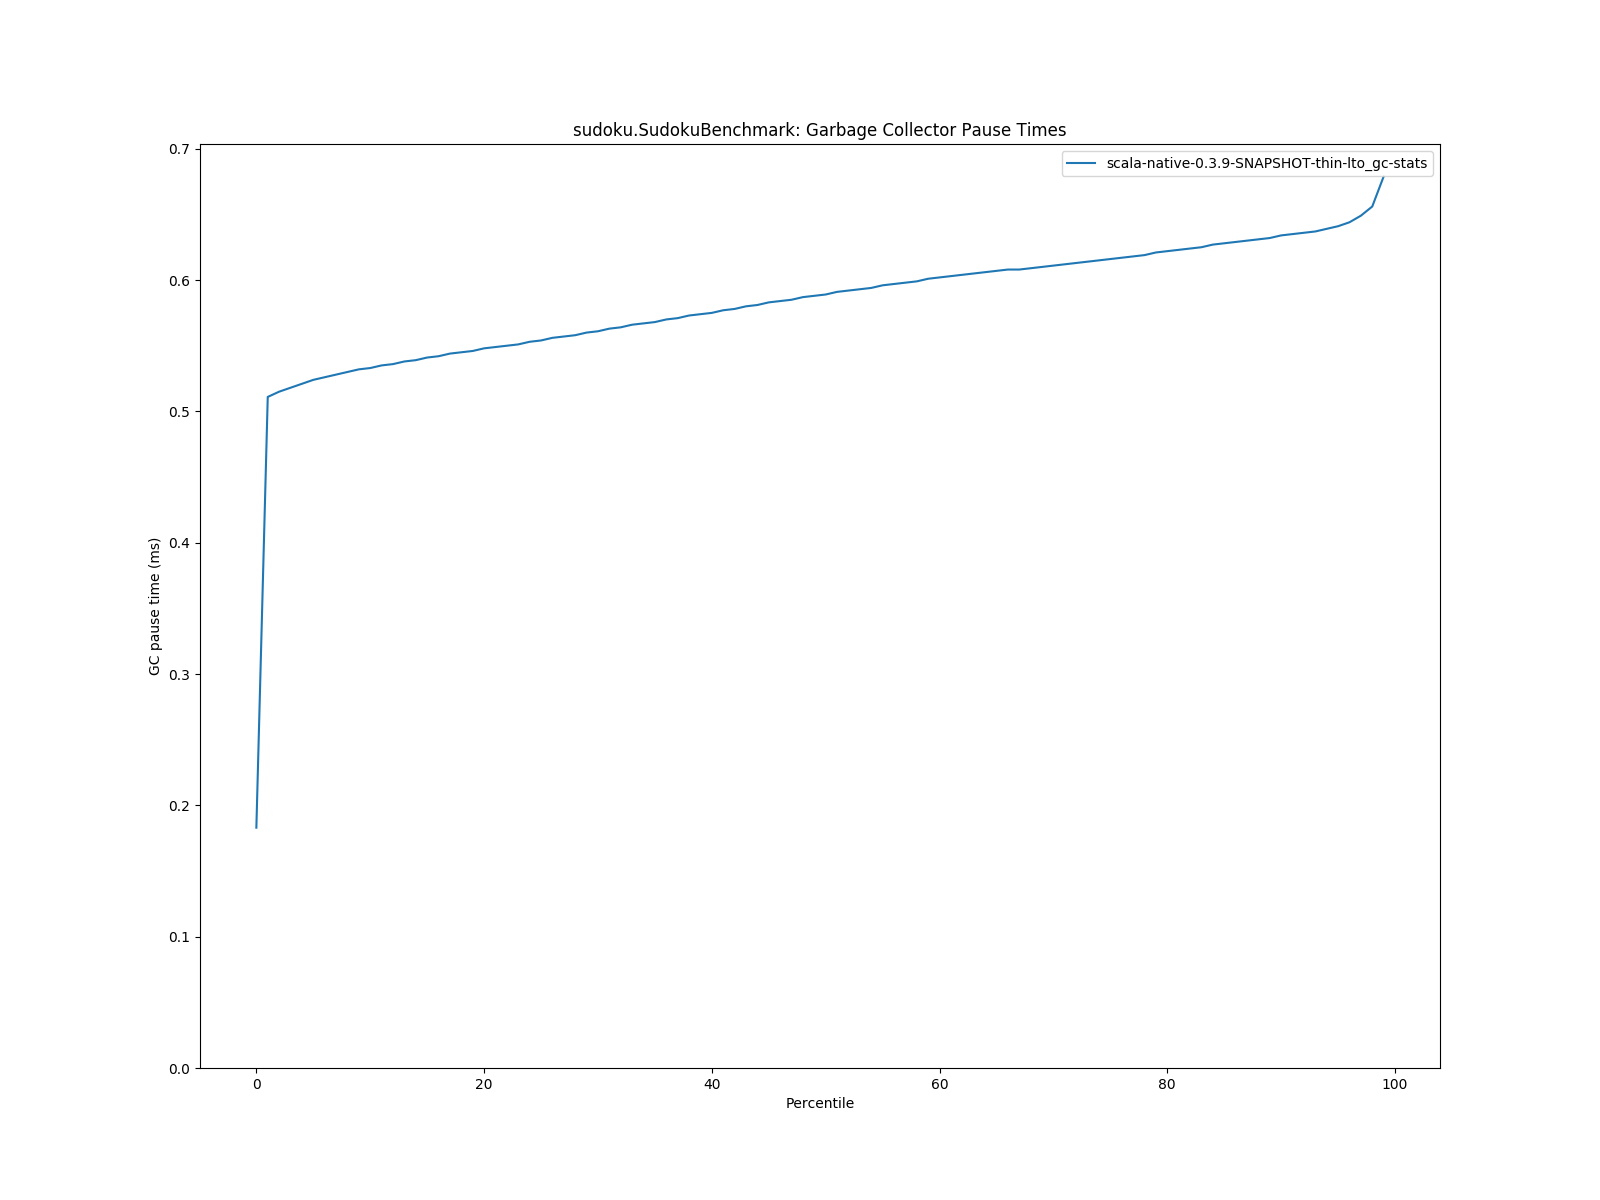 sudoku.SudokuBenchmark: Garbage Collector Pause Times
scala-native-0.3.9-SNAPSHOT-thin-lto_gc-stats
GC pause time (ms)
0.7
0.6
0.5
0.4
0.3
0.2
0.1
0.0
0 20 40 60 80 100
Percentile